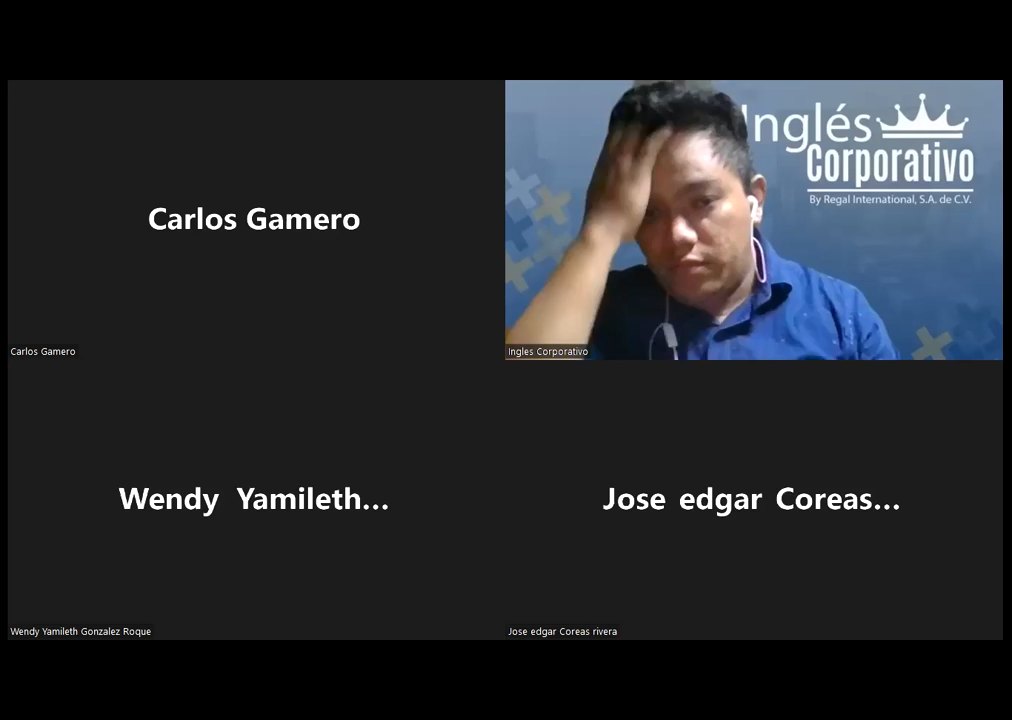 Carlos Gamero
Carlos Gamero
Inglés
Corporativo
By Regal International, S.A. de C.V.
Ingles Corporativo
Wendy Yamileth...
Wendy Yamileth Gonzalez Roque
Jose edgar Coreas...
Jose edgar Coreas rivera